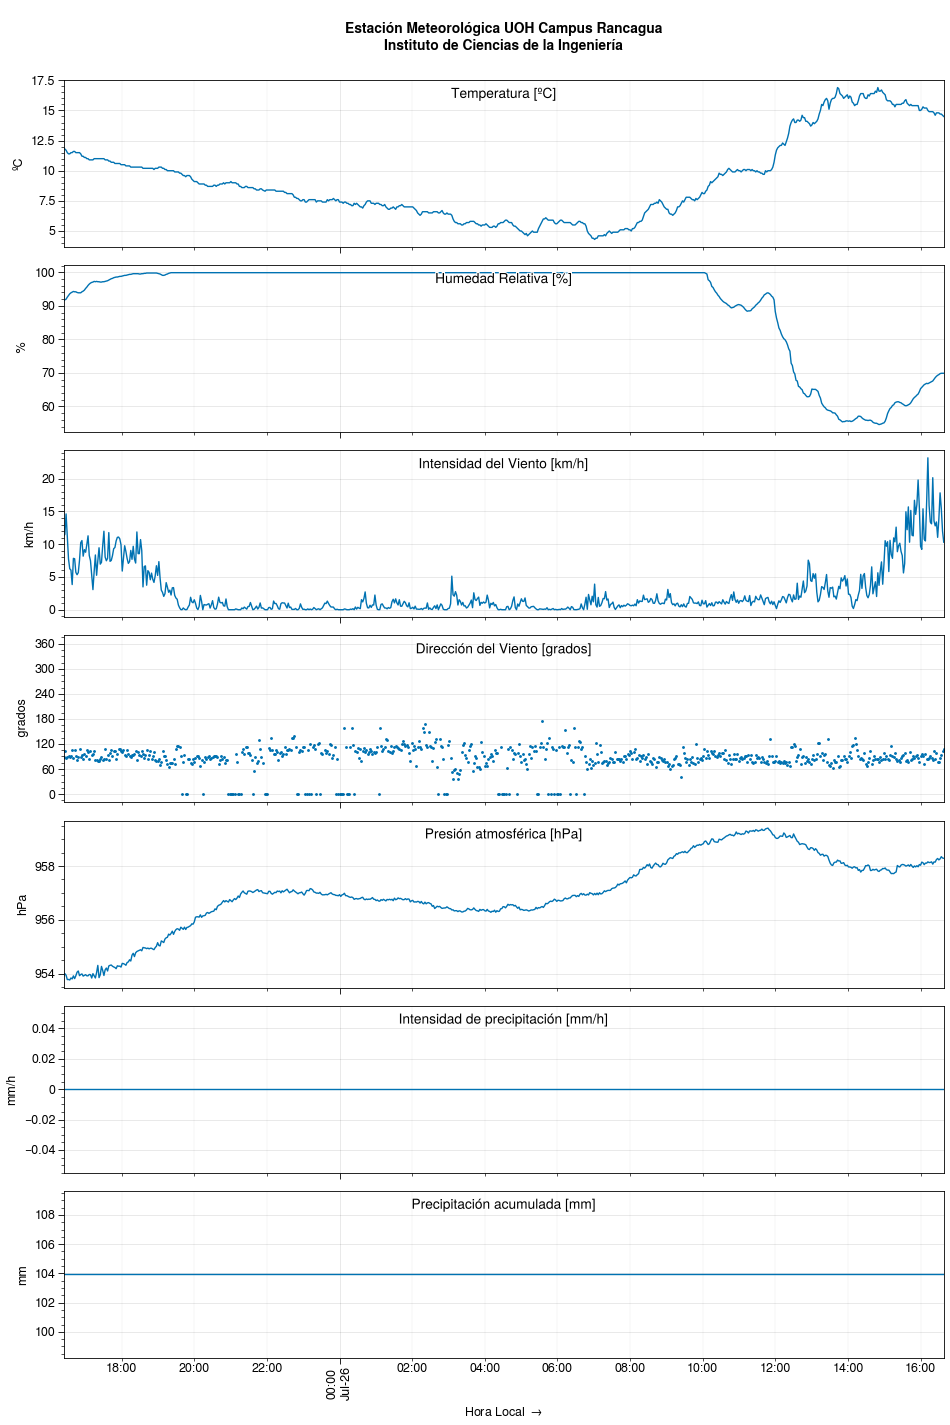 Estación Meteorológica UOH Campus Rancagua
Instituto de Ciencias de la Ingeniería
Temperatura [ºC]
17.5
15
12.5
10
7.5
5
ºC
Humedad Relativa [%]
100
90
80
70
60
%
Intensidad del Viento [km/h]
20
15
10
5
0
km/h
Dirección del Viento [grados]
360
300
240
180
120
60
0
grados
Presión atmosférica [hPa]
958
956
954
hPa
Intensidad de precipitación [mm/h]
0.04
0.02
0
−0.02
−0.04
mm/h
Precipitación acumulada [mm]
108
106
104
102
100
mm
18:00 20:00 22:00 00:00 02:00 04:00 06:00 08:00 10:00 12:00 14:00 16:00
Jul-26
Hora Local →